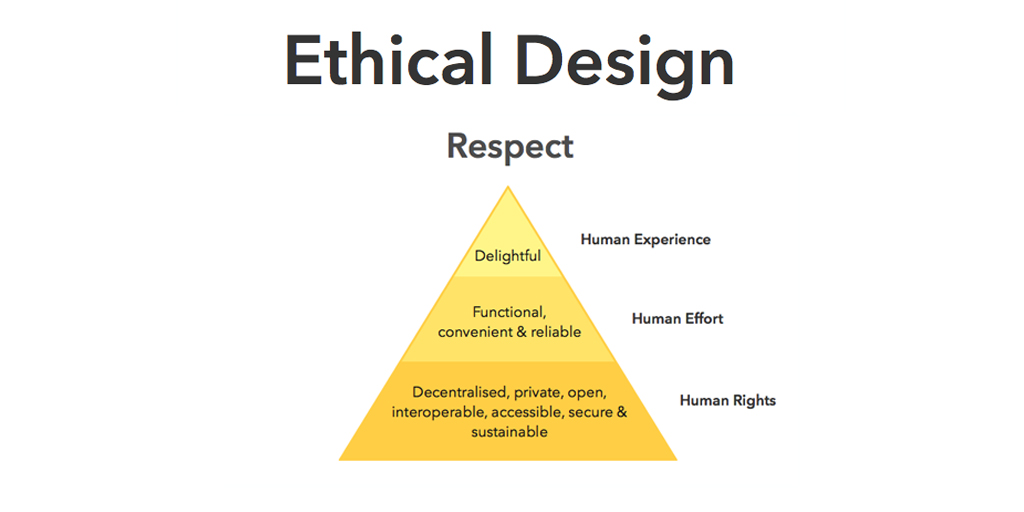 Ethical Design
Respect
Delightful
Human Experience
Functional,
convenient & reliable
Human Effort
Decentralised, private, open,
interoperable, accessible, secure &
sustainable
Human Rights